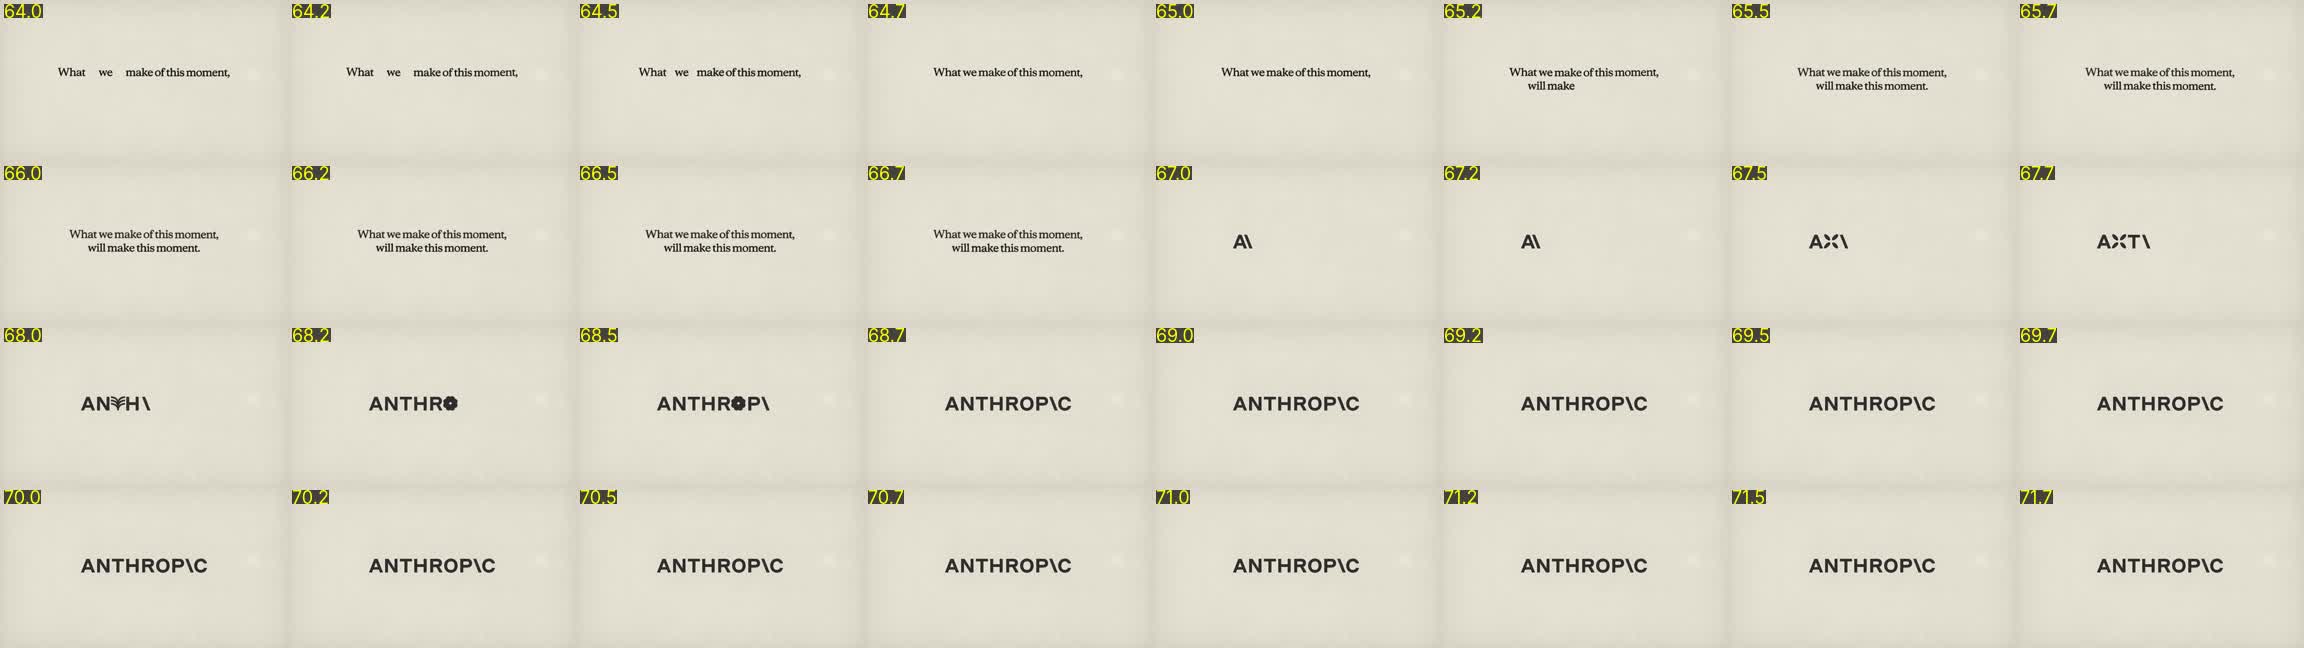 64.0 64.2 64.5 64.7 65.0 65.2 65.5 65.7
What we make of this moment, What we make of this moment, What we make of this moment, What we make of this moment, What we make of this moment, What we make of this moment, What we make of this moment, What we make of this moment,
will make will make this moment. will make this moment.
66.0 66.2 66.5 66.7 67.0 67.2 67.5 67.7
What we make of this moment, What we make of this moment, What we make of this moment, What we make of this moment,
will make this moment. will make this moment. will make this moment. will make this moment.
A\ A\ A\ AT\
68.0 68.2 68.5 68.7 69.0 69.2 69.5 69.7
ANH\ ANTHR ANTHRP\ ANTHROP\C ANTHROP\C ANTHROP\C ANTHROP\C ANTHROP\C
70.0 70.2 70.5 70.7 71.0 71.2 71.5 71.7
ANTHROP\C ANTHROP\C ANTHROP\C ANTHROP\C ANTHROP\C ANTHROP\C ANTHROP\C ANTHROP\C